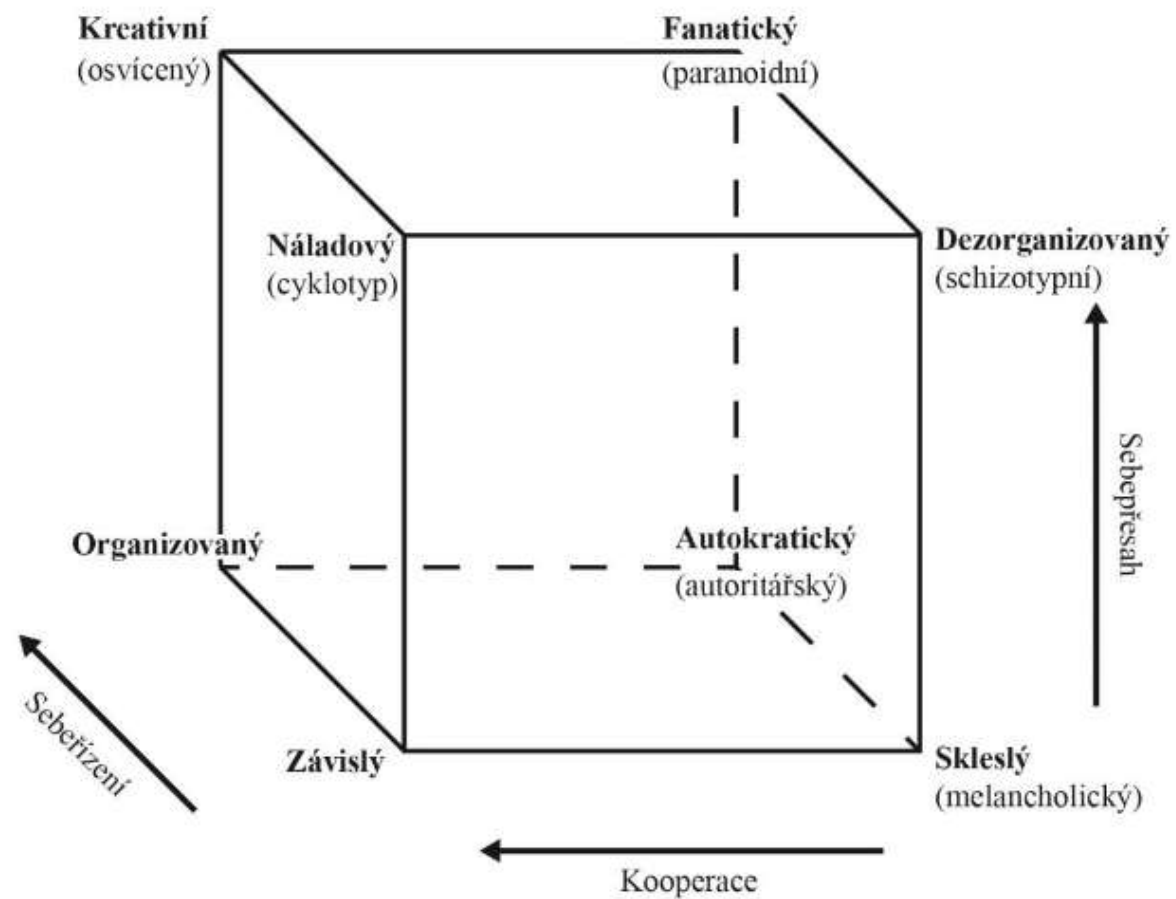 Kreativní
(osvícený)
Fanatický
(paranoidní)
Náladový
(cyklotyp)
Dezorganizovaný
(schizotypní)
Sebepřesah
Organizovaný
Autokratický
(autoritářský)
Sebeřízení
Závislý
Skleslý
(melancholický)
Kooperace